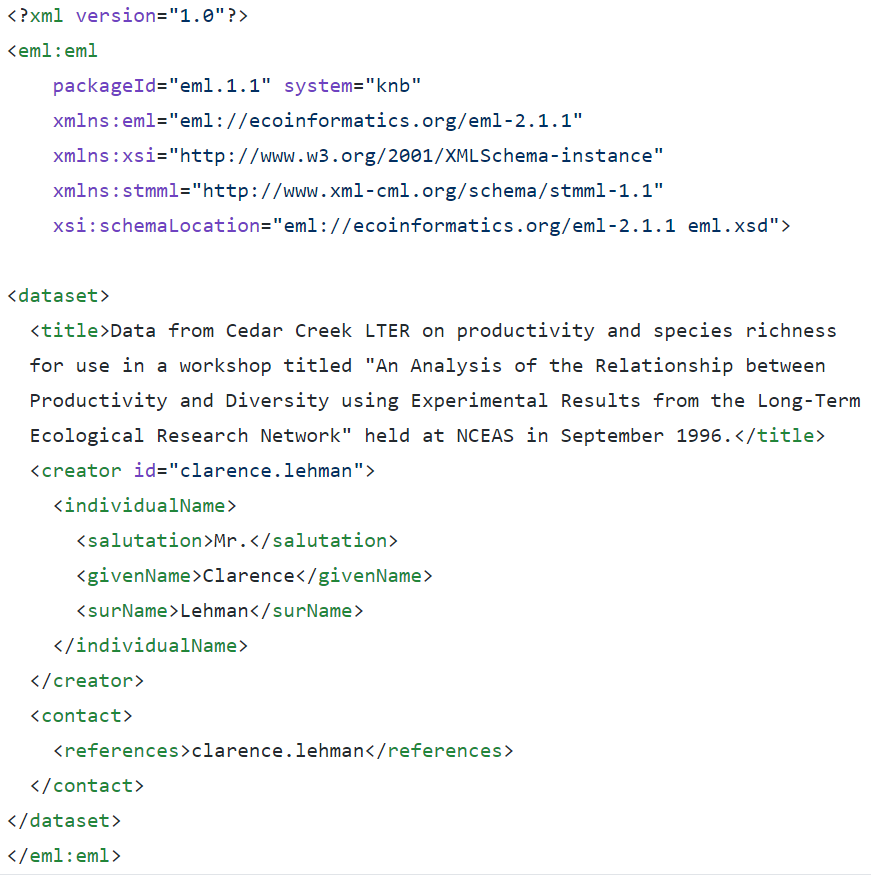 <?xml version="1.0"?>
<eml:eml
    packageId="eml.1.1" system="knb"
    xmlns:eml="eml://ecoinformatics.org/eml-2.1.1"
    xmlns:xsi="http://www.w3.org/2001/XMLSchema-instance"
    xmlns:stmml="http://www.xml-cml.org/schema/stmml-1.1"
    xsi:schemaLocation="eml://ecoinformatics.org/eml-2.1.1 eml.xsd">

<dataset>
  <title>Data from Cedar Creek LTER on productivity and species richness
  for use in a workshop titled "An Analysis of the Relationship between
  Productivity and Diversity using Experimental Results from the Long-Term
  Ecological Research Network" held at NCEAS in September 1996.</title>
  <creator id="clarence.lehman">
    <individualName>
      <salutation>Mr.</salutation>
      <givenName>Clarence</givenName>
      <surName>Lehman</surName>
    </individualName>
  </creator>
  <contact>
    <references>clarence.lehman</references>
  </contact>
</dataset>
</eml:eml>